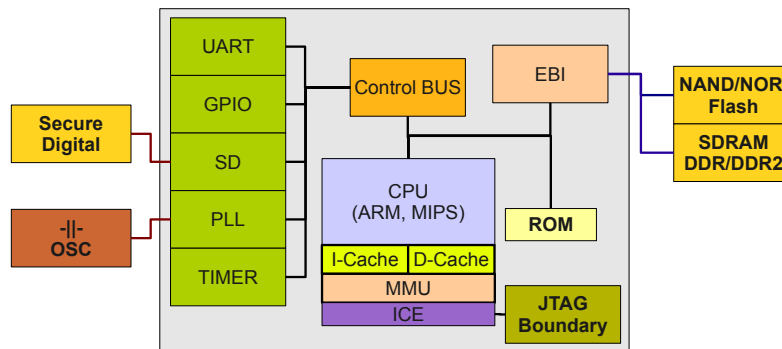 UART
GPIO
SD
PLL
TIMER
Secure
Digital
-||-
OSC
Control BUS
EBI
CPU
(ARM, MIPS)
I-Cache
D-Cache
MMU
ICE
ROM
JTAG
Boundary
NAND/NOR
Flash
SDRAM
DDR/DDR2